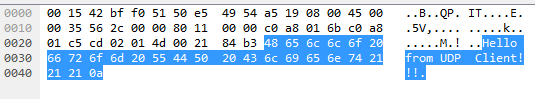 0000 00 15 42 bf f0 51 50 e5 49 54 a5 19 08 00 45 00 ..B..QP. IT....E.
0010 00 35 56 2c 00 00 80 11 00 00 c0 a8 01 6b c0 a8 .5V,.... .....k..
0020 01 c5 cd 02 01 4d 00 21 84 b3 48 65 6c 6c 6f 20 .....M.! ..Hello
0030 66 72 6f 6d 20 55 44 50 20 43 6c 69 65 6e 74 21 from UDP Client!
0040 21 21 0a !!.